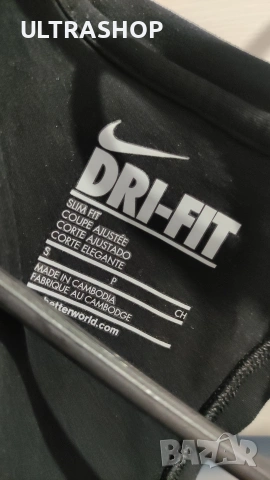 ULTRASHOP
DRI-FIT
SLIM FIT
COUPE AJUSTÉE
CORTE AJUSTADO
CORTE ELEGANTE
S P CH
MADE IN CAMBODIA
FABRIQUE AU CAMBODGE
betterworld.com
BAZAR